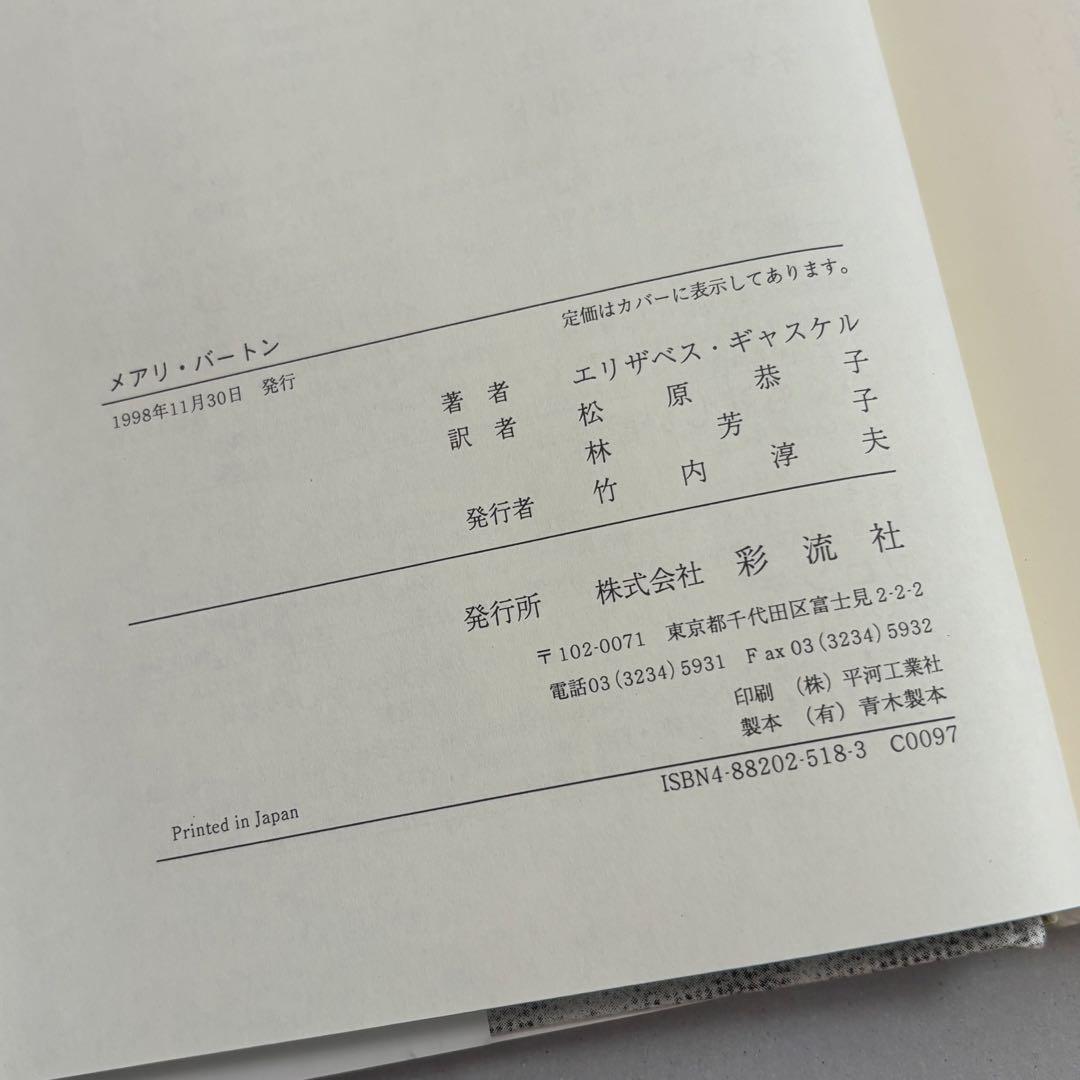 メアリ・バートン
1998年11月30日　発行
定価はカバーに表示してあります。
著者　エリザベス・ギャスケル
訳者　松原恭子
林芳子
発行者　竹内淳夫
発行所　株式会社 彩流社
〒102-0071　東京都千代田区富士見2-2-2
電話03(3234)5931　Fax 03(3234)5932
印刷　(株) 平河工業社
製本　(有) 青木製本
Printed in Japan
ISBN4-88202-518-3　C0097